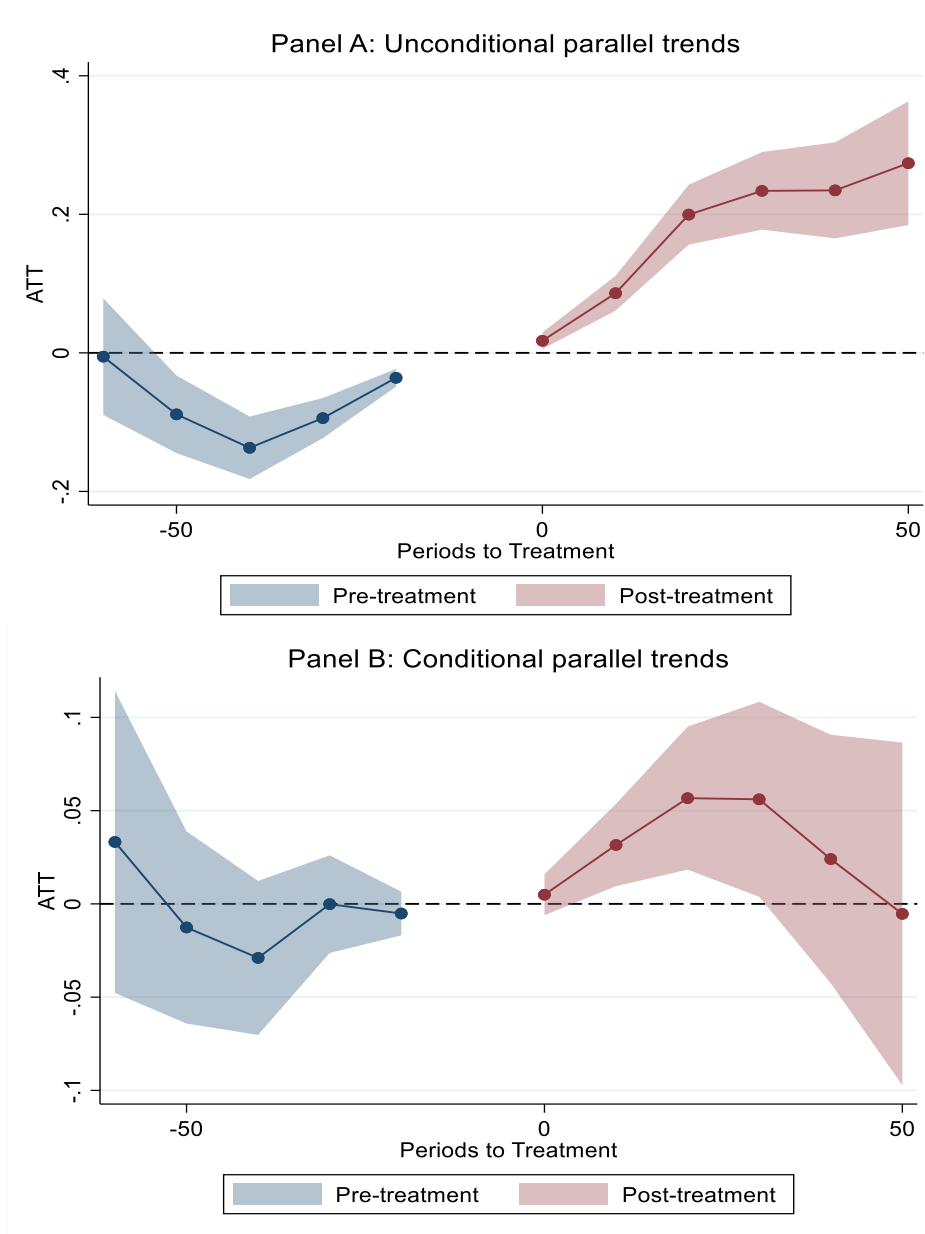 Panel A: Unconditional parallel trends
.4
.2
0
-.2
ATT
-50 0 50
Periods to Treatment
Pre-treatment Post-treatment
Panel B: Conditional parallel trends
.1
.05
0
-.05
-.1
ATT
-50 0 50
Periods to Treatment
Pre-treatment Post-treatment